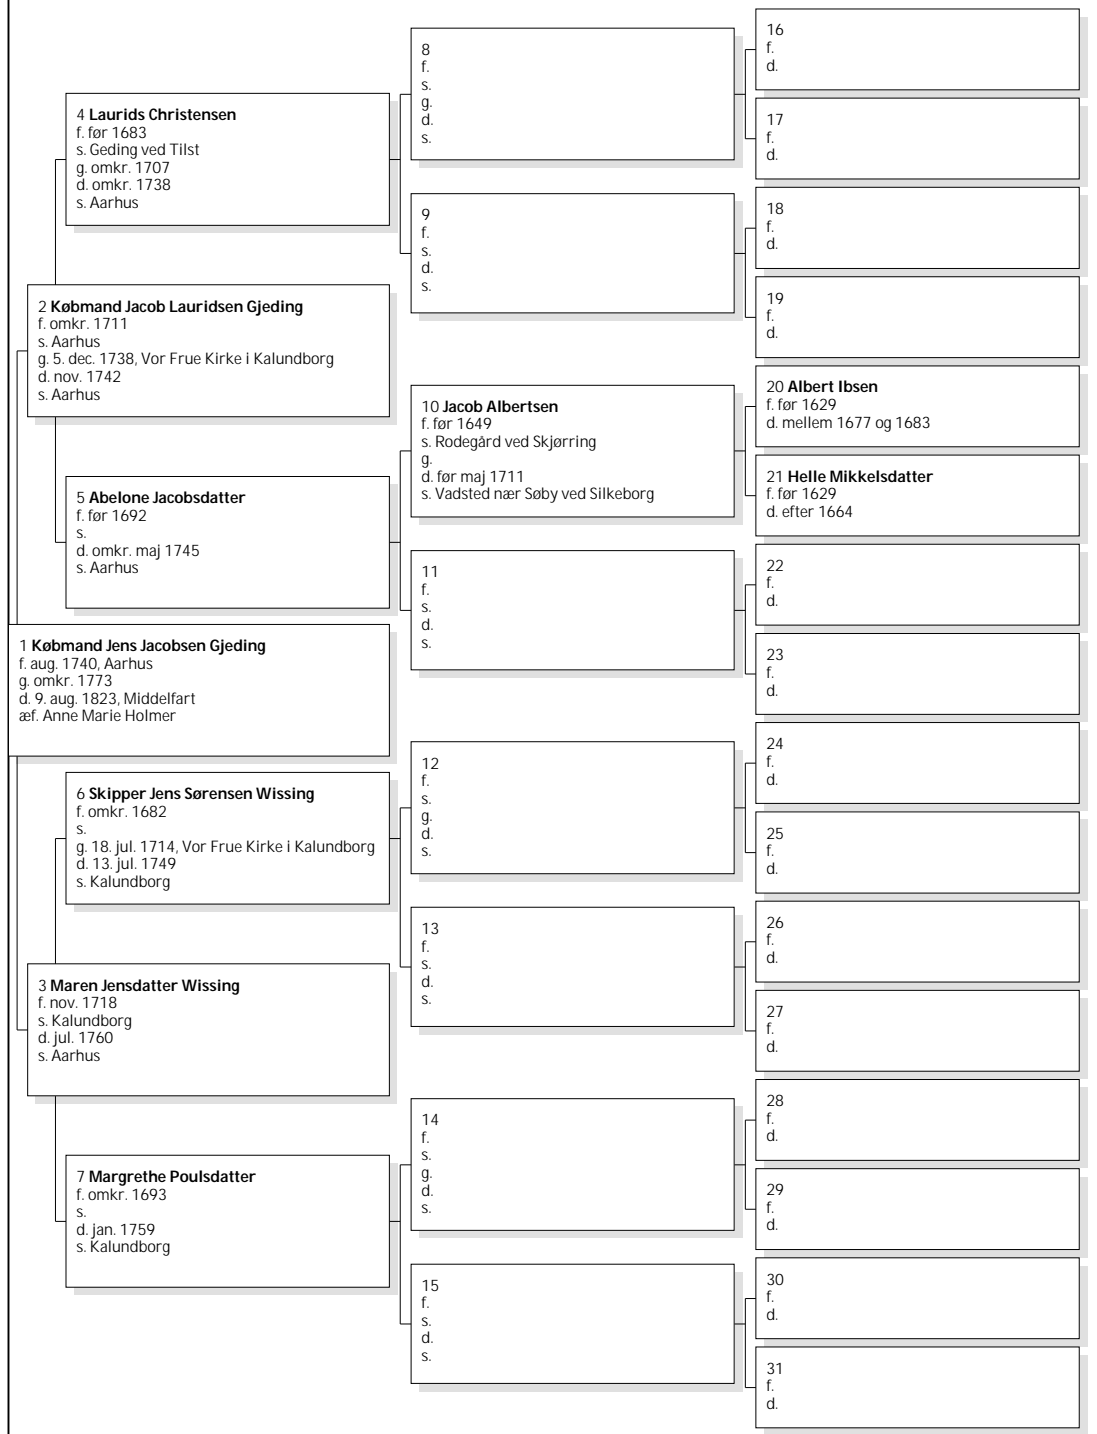 16
f.
d.
8
f.
s.
g.
d.
s.
17
f.
d.
4 Laurids Christensen
f. før 1683
s. Geding ved Tilst
g. omkr. 1707
d. omkr. 1738
s. Aarhus
18
f.
d.
9
f.
s.
d.
s.
19
f.
d.
2 Købmand Jacob Lauridsen Gjeding
f. omkr. 1711
s. Aarhus
g. 5. dec. 1738, Vor Frue Kirke i Kalundborg
d. nov. 1742
s. Aarhus
20 Albert Ibsen
f. før 1629
d. mellem 1677 og 1683
10 Jacob Albertsen
f. før 1649
s. Rodegård ved Skjørring
g.
d. før maj 1711
s. Vadsted nær Søby ved Silkeborg
21 Helle Mikkelsdatter
f. før 1629
d. efter 1664
5 Abelone Jacobsdatter
f. før 1692
s.
d. omkr. maj 1745
s. Aarhus
22
f.
d.
11
f.
s.
d.
s.
23
f.
d.
1 Købmand Jens Jacobsen Gjeding
f. aug. 1740, Aarhus
g. omkr. 1773
d. 9. aug. 1823, Middelfart
æf. Anne Marie Holmer
24
f.
d.
12
f.
s.
g.
d.
s.
25
f.
d.
6 Skipper Jens Sørensen Wissing
f. omkr. 1682
s.
g. 18. jul. 1714, Vor Frue Kirke i Kalundborg
d. 13. jul. 1749
s. Kalundborg
26
f.
d.
13
f.
s.
d.
s.
27
f.
d.
3 Maren Jensdatter Wissing
f. nov. 1718
s. Kalundborg
d. jul. 1760
s. Aarhus
28
f.
d.
14
f.
s.
g.
d.
s.
29
f.
d.
7 Margrethe Poulsdatter
f. omkr. 1693
s.
d. jan. 1759
s. Kalundborg
30
f.
d.
15
f.
s.
d.
s.
31
f.
d.